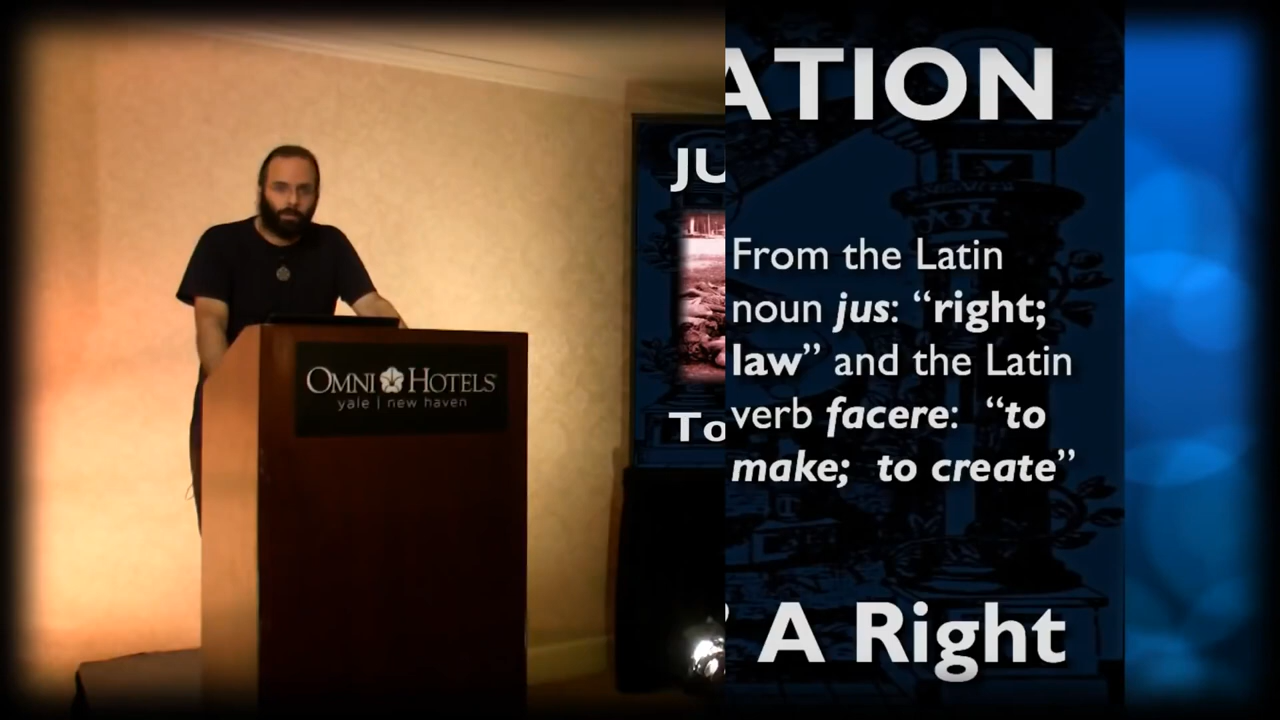 OMNI HOTELS
yale | new haven
JU
To
ATION
From the Latin
noun jus: “right;
law” and the Latin
verb facere: “to
make; to create”
’ A Right